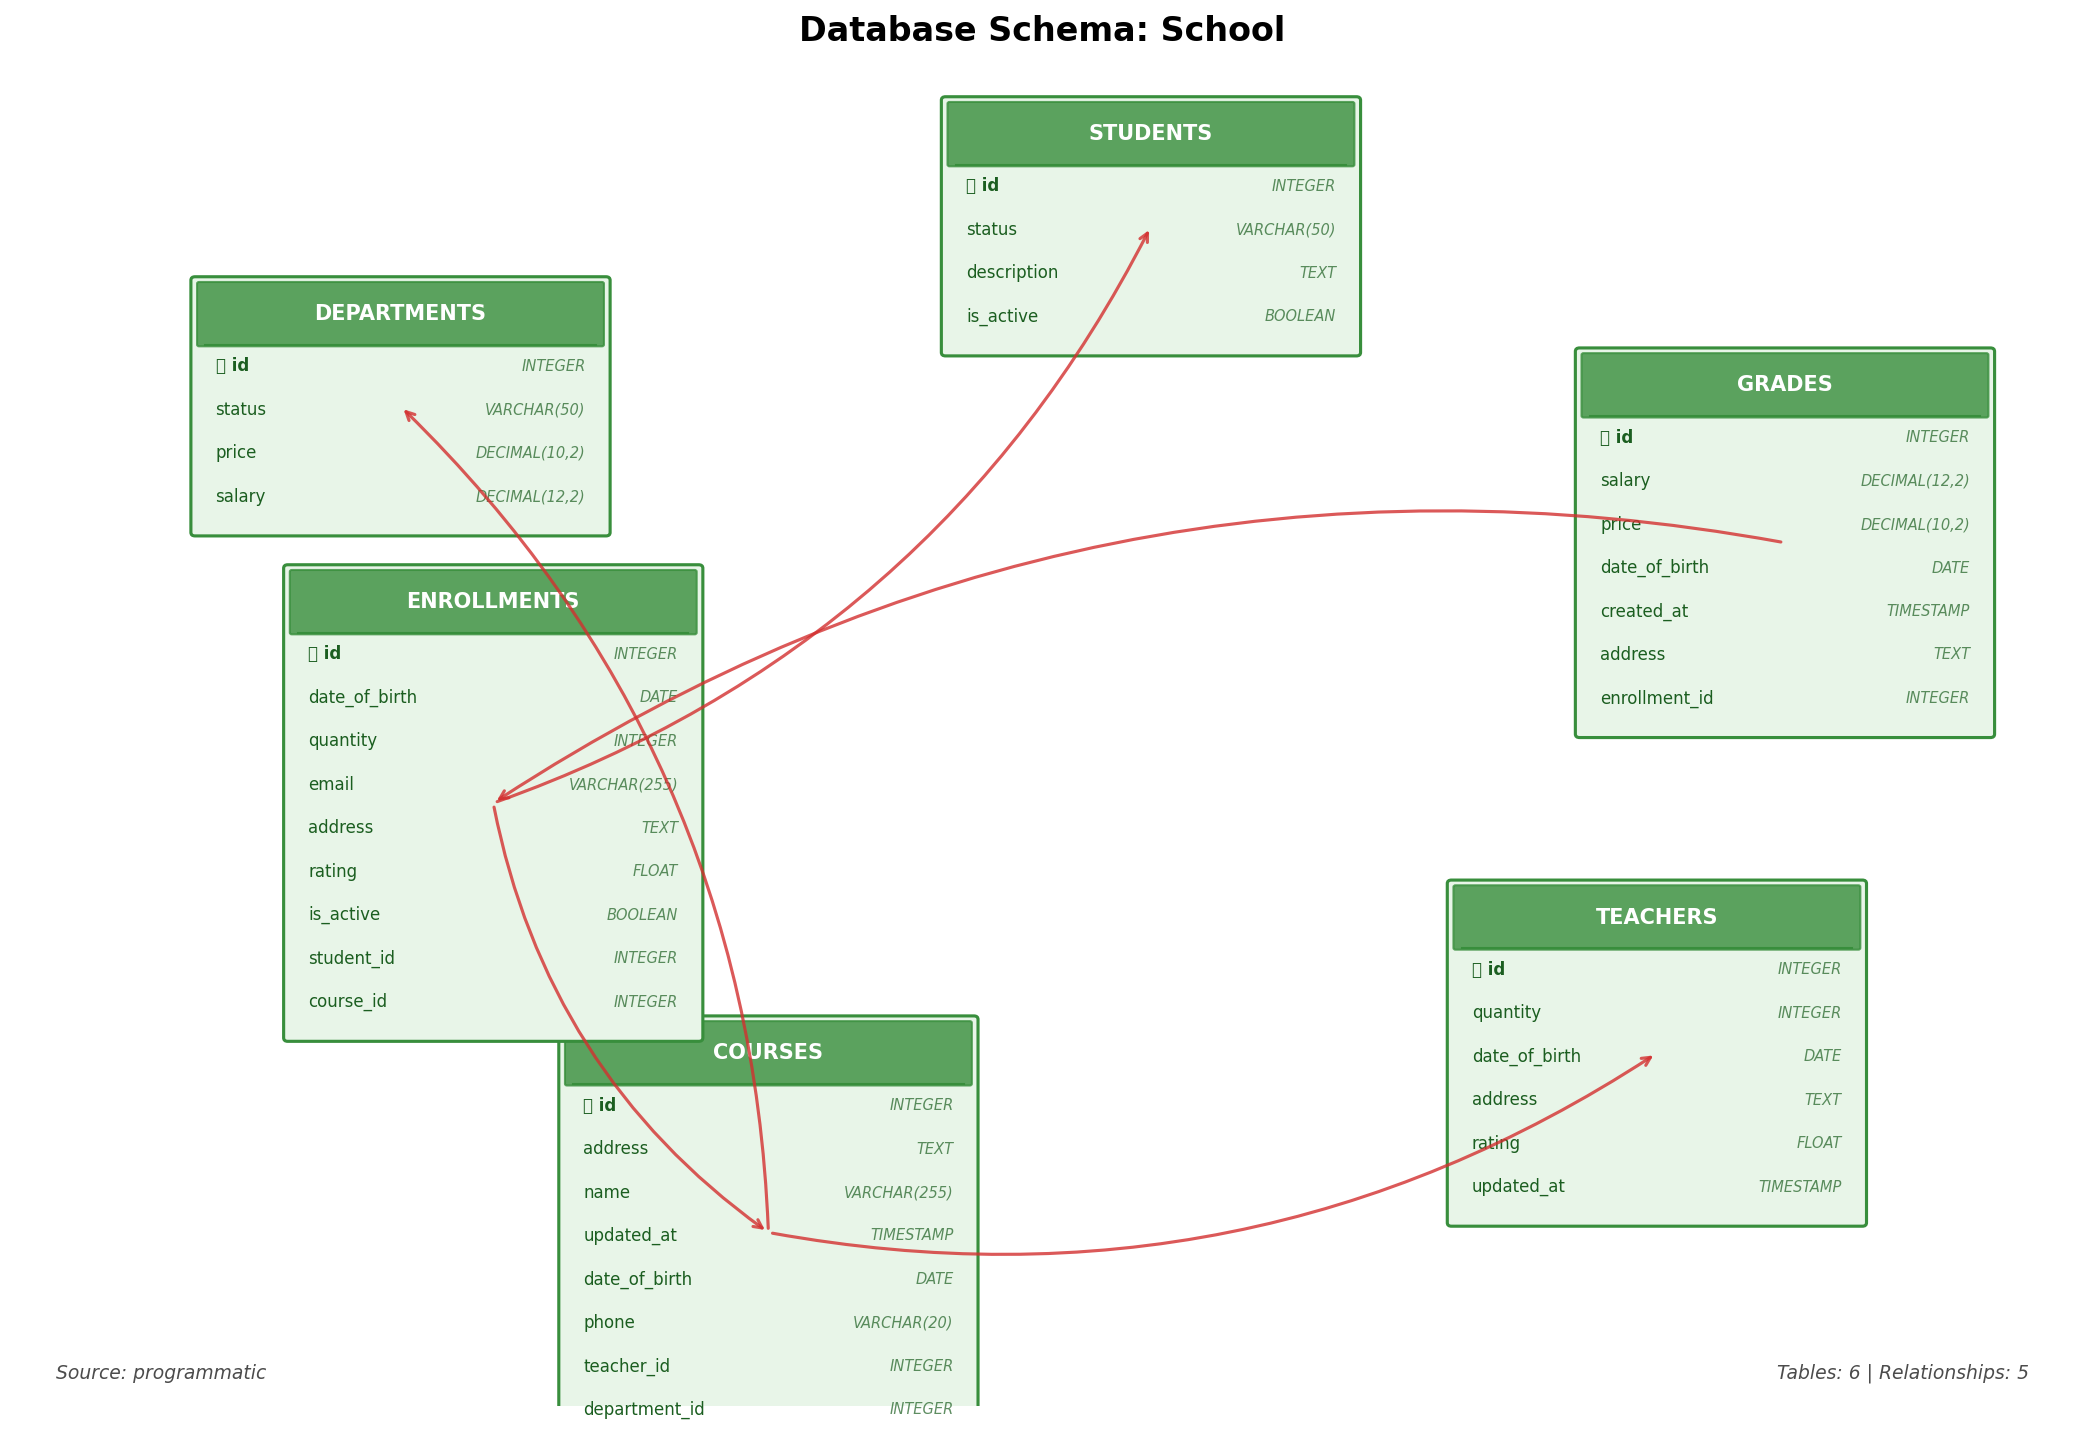 Database Schema: School
STUDENTS
id INTEGER
status VARCHAR(50)
description TEXT
is_active BOOLEAN
DEPARTMENTS
id INTEGER
status VARCHAR(50)
price DECIMAL(10,2)
salary DECIMAL(12,2)
GRADES
id INTEGER
salary DECIMAL(12,2)
price DECIMAL(10,2)
date_of_birth DATE
created_at TIMESTAMP
address TEXT
enrollment_id INTEGER
ENROLLMENTS
id INTEGER
date_of_birth DATE
quantity INTEGER
email VARCHAR(255)
address TEXT
rating FLOAT
is_active BOOLEAN
student_id INTEGER
course_id INTEGER
TEACHERS
id INTEGER
quantity INTEGER
date_of_birth DATE
address TEXT
rating FLOAT
updated_at TIMESTAMP
COURSES
id INTEGER
address TEXT
name VARCHAR(255)
updated_at TIMESTAMP
date_of_birth DATE
phone VARCHAR(20)
teacher_id INTEGER
department_id INTEGER
Source: programmatic
Tables: 6 | Relationships: 5